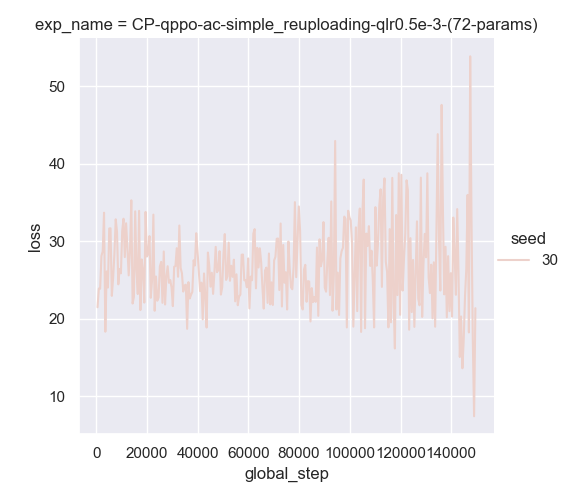 exp_name = CP-qppo-ac-simple_reuploading-qlr0.5e-3-(72-params)
50
40
30
20
10
loss
seed
30
0 20000 40000 60000 80000 100000 120000 140000
global_step